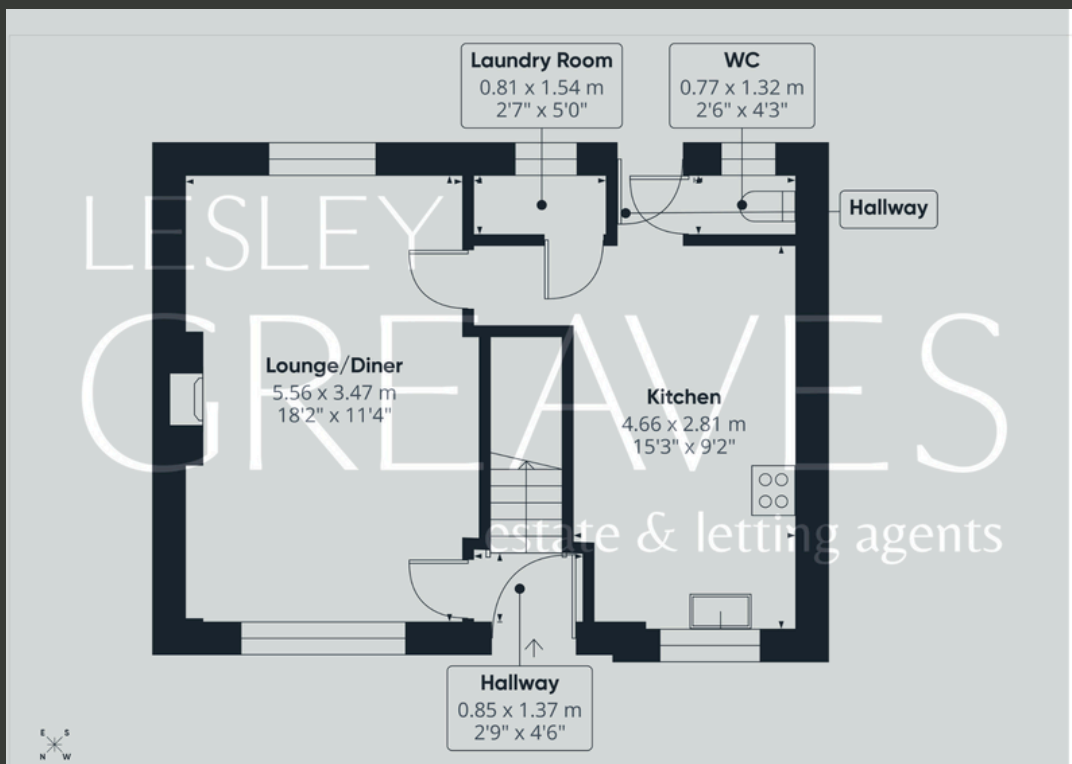 Laundry Room
0.81 x 1.54 m
2'7" x 5'0"
WC
0.77 x 1.32 m
2'6" x 4'3"
Hallway
LESLEY
GREAVES
estate & letting agents
Lounge/Diner
5.56 x 3.47 m
18'2" x 11'4"
Kitchen
4.66 x 2.81 m
15'3" x 9'2"
Hallway
0.85 x 1.37 m
2'9" x 4'6"
E S
N W